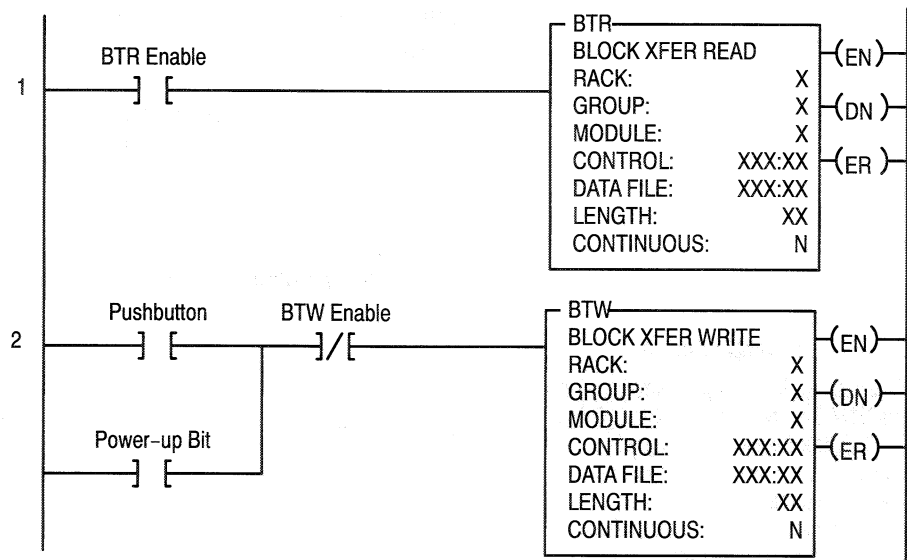 BTR
BTR Enable
BLOCK XFER READ
EN
1
RACK: X
GROUP: X
DN
MODULE: X
CONTROL: XXX:XX
ER
DATA FILE: XXX:XX
LENGTH: XX
CONTINUOUS: N
Pushbutton
BTW Enable
BTW
2
BLOCK XFER WRITE
EN
RACK: X
GROUP: X
DN
MODULE: X
Power-up Bit
CONTROL: XXX:XX
ER
DATA FILE: XXX:XX
LENGTH: XX
CONTINUOUS: N